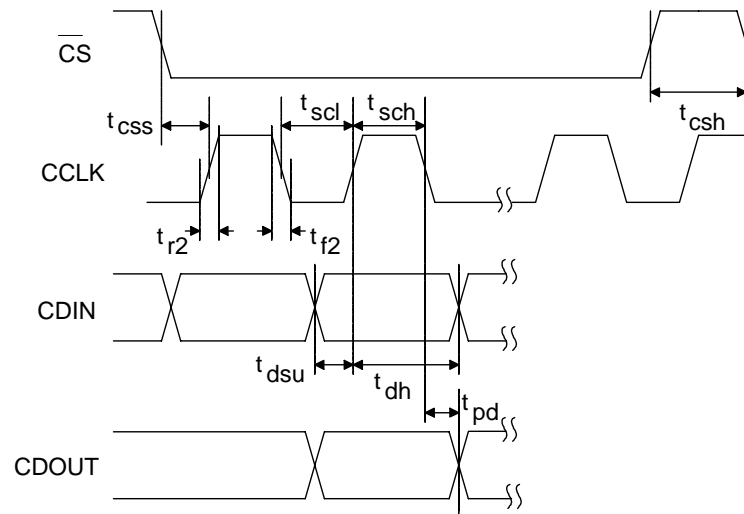 CS
t scl
t sch
t css
t csh
CCLK
t r2
t f2
CDIN
t dsu
t dh
t pd
CDOUT